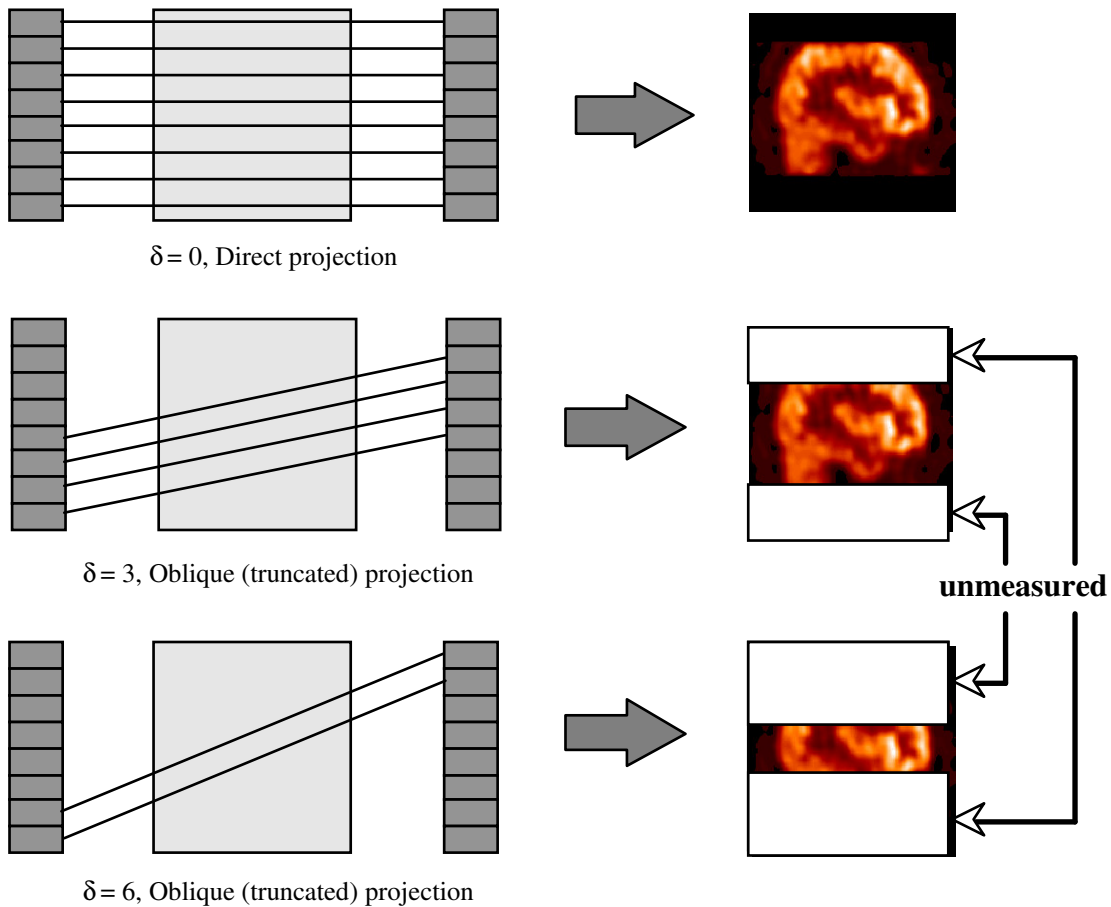 δ = 0, Direct projection
δ = 3, Oblique (truncated) projection
unmeasured
δ = 6, Oblique (truncated) projection